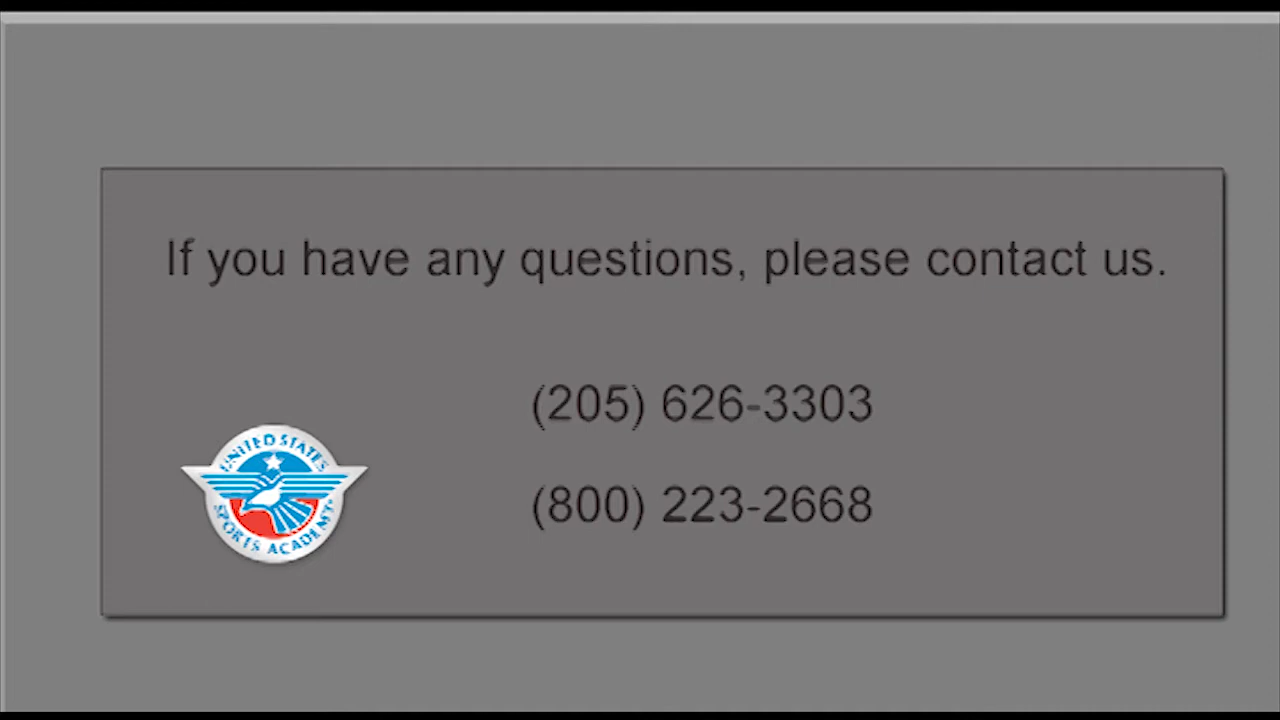 If you have any questions, please contact us.
(205) 626-3303
(800) 223-2668
UNITED STATES
SPORTS ACADEMY